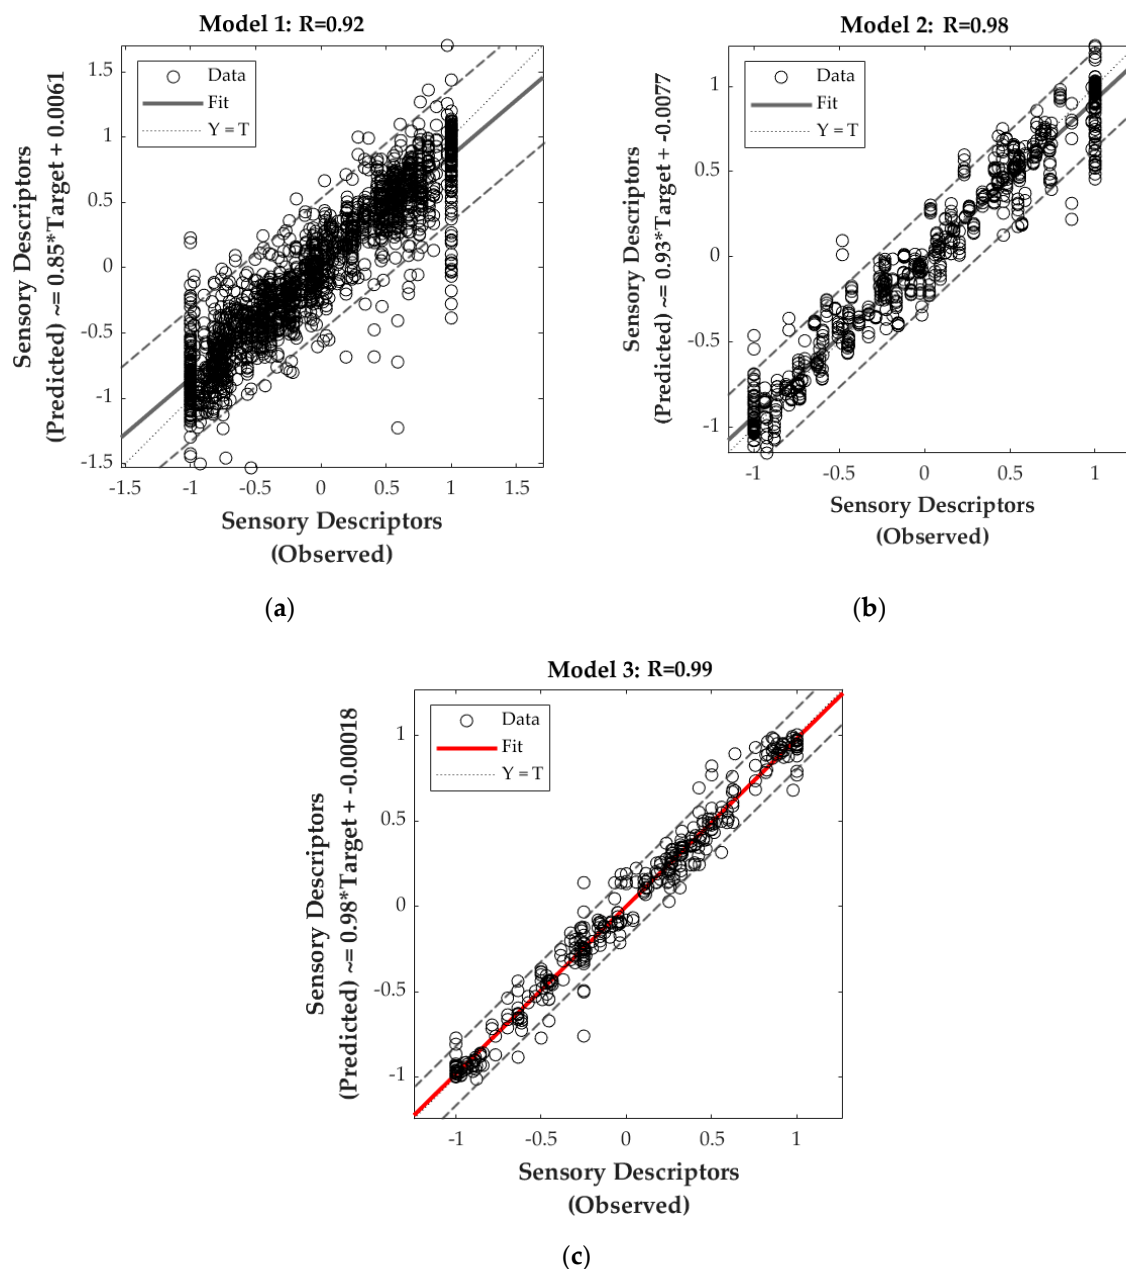 Model 1: R=0.92
Data
Fit
Y = T
1.5
1
0.5
0
-0.5
-1
-1.5
-1.5
-1
-0.5
0
0.5
1
1.5
Sensory Descriptors
(Predicted) ~= 0.85*Target + 0.0061
Sensory Descriptors
(Observed)
(a)
Model 2: R=0.98
Data
Fit
Y = T
1
0.5
0
-0.5
-1
-1
-0.5
0
0.5
1
Sensory Descriptors
(Predicted) ~= 0.93*Target + -0.0077
Sensory Descriptors
(Observed)
(b)
Model 3: R=0.99
Data
Fit
Y = T
1
0.5
0
-0.5
-1
-1
-0.5
0
0.5
1
Sensory Descriptors
(Predicted) ~= 0.98*Target + -0.00018
Sensory Descriptors
(Observed)
(c)